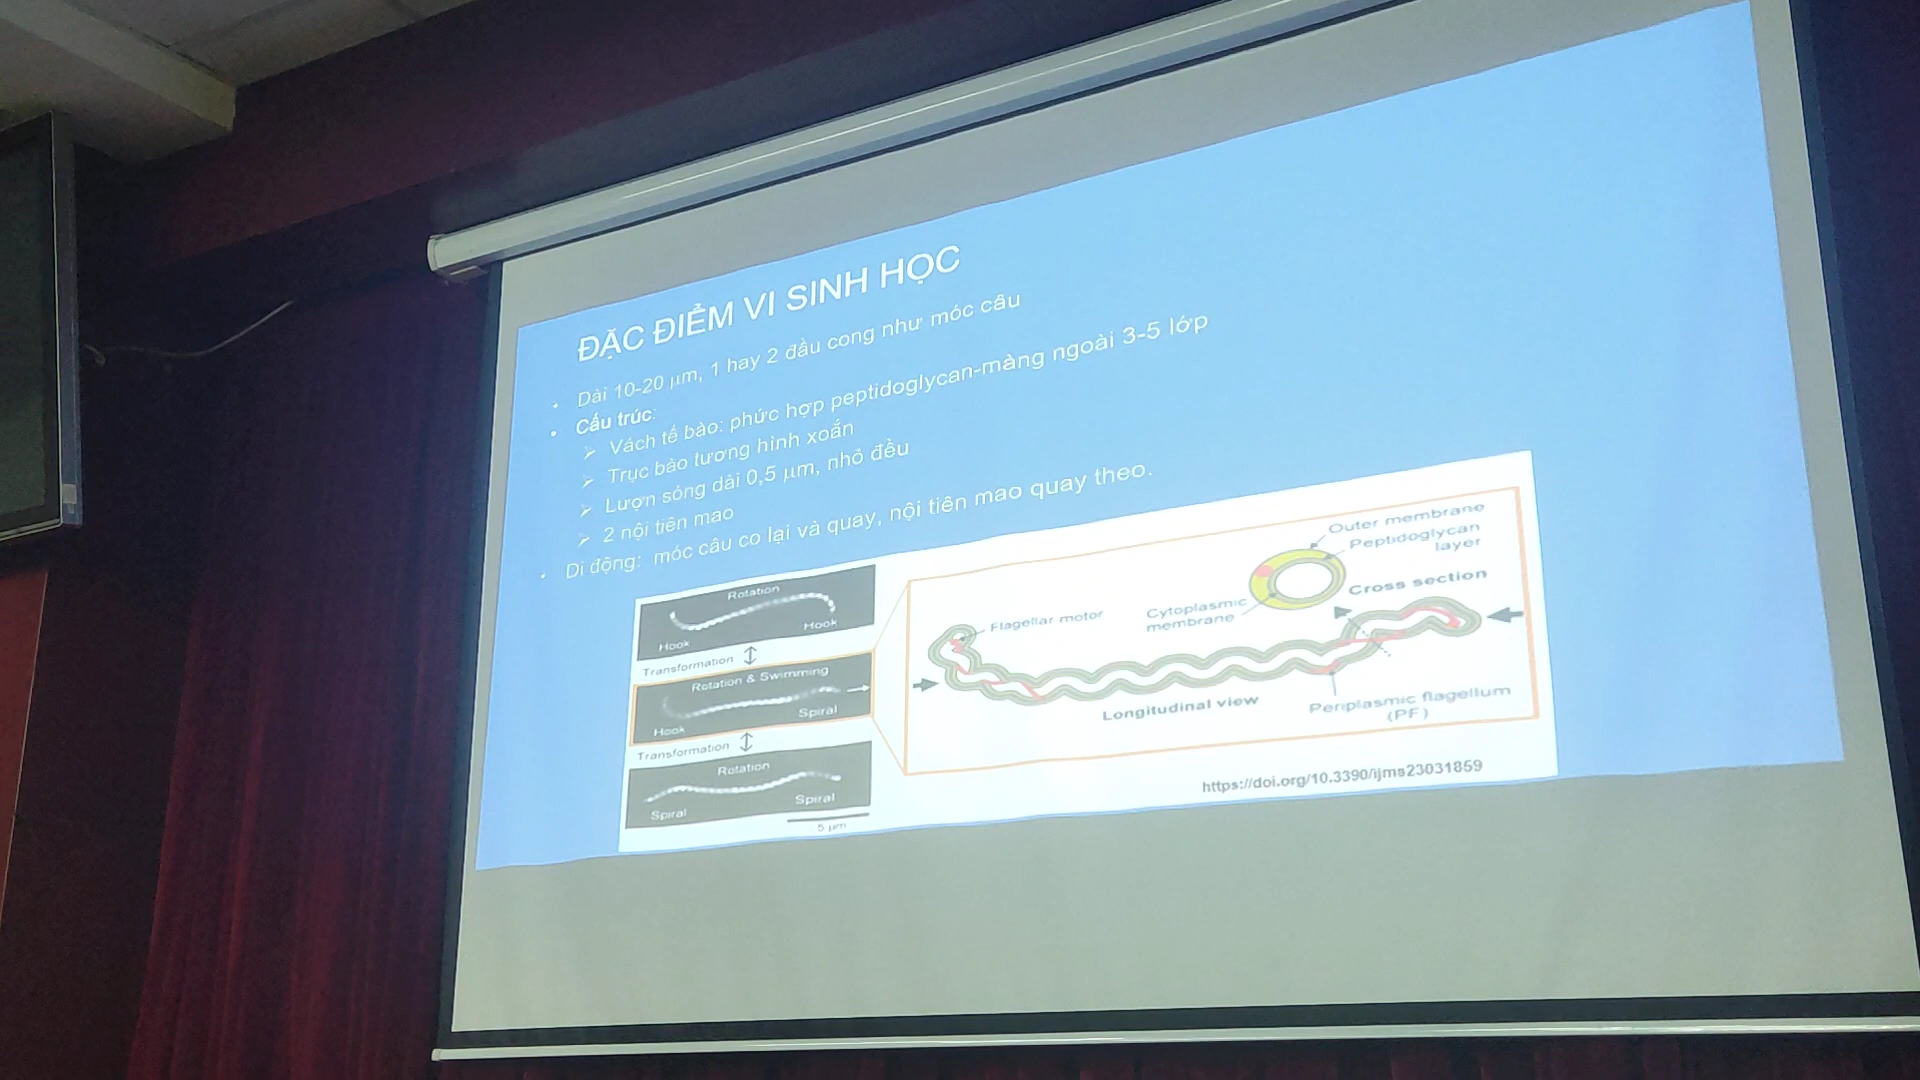 ĐẶC ĐIỂM VI SINH HỌC
• Dài 10-20 μm, 1 hay 2 đầu cong như móc câu
• Cấu trúc:
➢ Vách tế bào: phức hợp peptidoglycan-màng ngoài 3-5 lớp
➢ Trục bào tương hình xoắn
➢ Lượn sóng dài 0,5 μm, nhỏ đều
➢ 2 nội tiên mao
• Di động: móc câu co lại và quay, nội tiên mao quay theo.
Rotation
Hook
Hook
Transformation
Rotation & Swimming
Hook
Spiral
Transformation
Rotation
Spiral
Spiral
5 μm
Outer membrane
Peptidoglycan
layer
Cross section
Cytoplasmic
membrane
Flagellar motor
Longitudinal view
Periplasmic flagellum
(PF)
https://doi.org/10.3390/ijms23031859